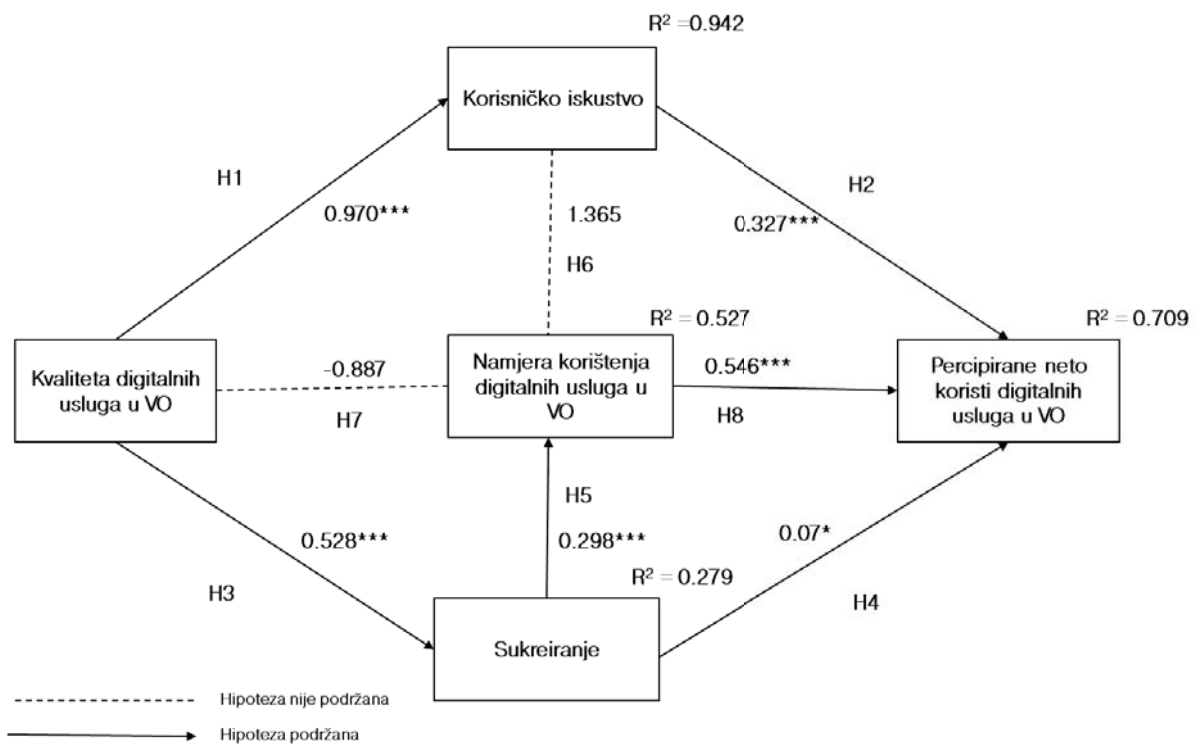 R² =0.942
Korisničko iskustvo
H1
H2
0.970***
1.365
0.327***
H6
R² = 0.527
R² = 0.709
Kvaliteta digitalnih
usluga u VO
-0.887
H7
Namjera korištenja
digitalnih usluga u
VO
0.546***
H8
Percipirane neto
koristi digitalnih
usluga u VO
H5
0.528***
0.298***
0.07*
R² = 0.279
H3
H4
Sukreiranje
Hipoteza nije podržana
Hipoteza podržana